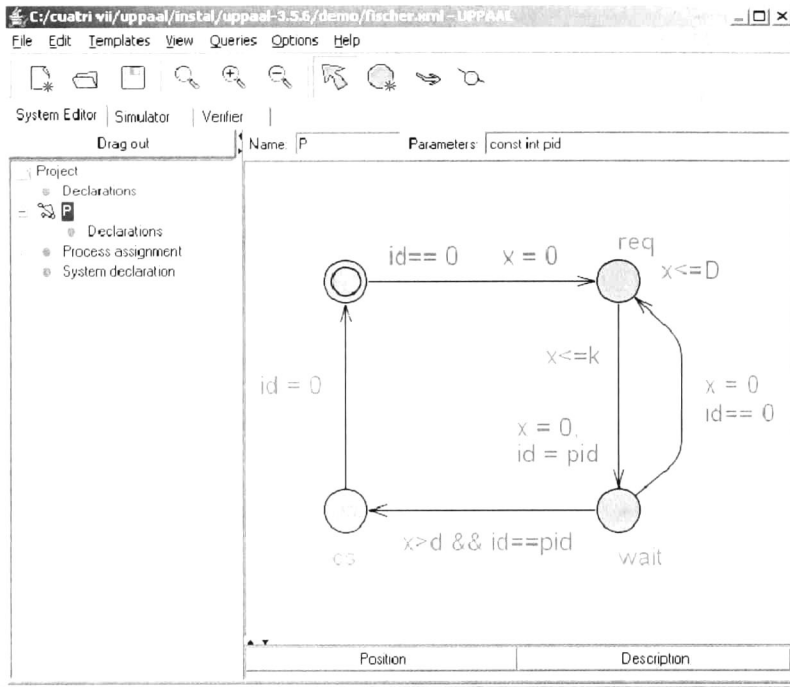 C:/cuatri vii/uppaal/instal/uppaal-3.5.6/demo/fischer.xml - UPPAAL
File Edit Templates View Queries Options Help
System Editor Simulator Verifier
Drag out
Name: P Parameters: const int pid
Project
Declarations
P
Declarations
Process assignment
System declaration
id== 0 x = 0
req
x<=D
x<=k
id = 0
x = 0
id== 0
x = 0,
id = pid
x>d && id==pid
cs
wait
Position Description